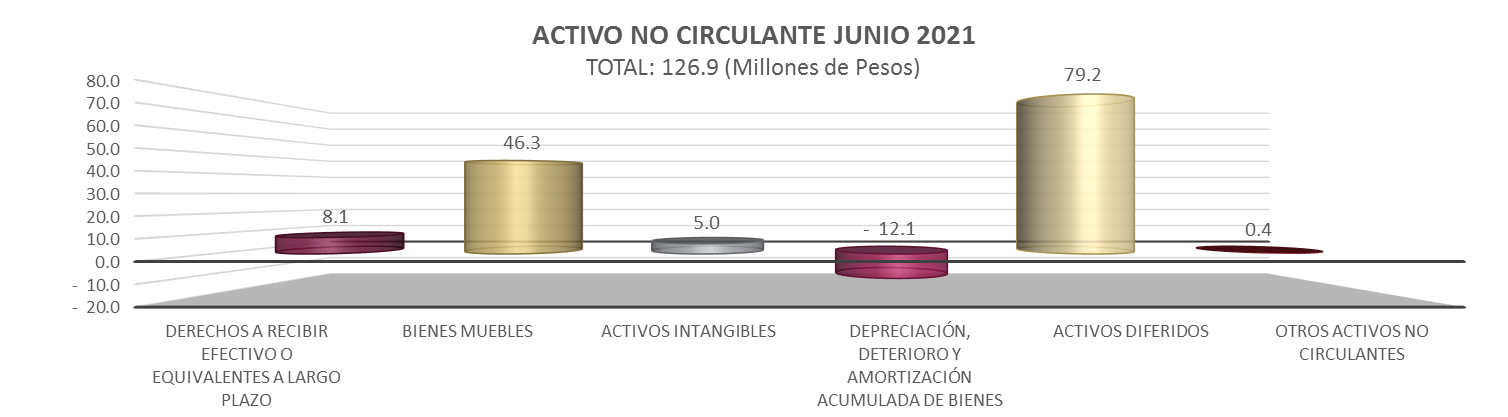 ACTIVO NO CIRCULANTE JUNIO 2021
TOTAL: 126.9 (Millones de Pesos)
80.0
70.0
60.0
50.0
40.0
30.0
20.0
10.0
0.0
- 10.0
- 20.0
8.1
46.3
5.0
- 12.1
79.2
0.4
DERECHOS A RECIBIR
EFECTIVO O
EQUIVALENTES A LARGO
PLAZO
BIENES MUEBLES
ACTIVOS INTANGIBLES
DEPRECIACIÓN,
DETERIORO Y
AMORTIZACIÓN
ACUMULADA DE BIENES
ACTIVOS DIFERIDOS
OTROS ACTIVOS NO
CIRCULANTES